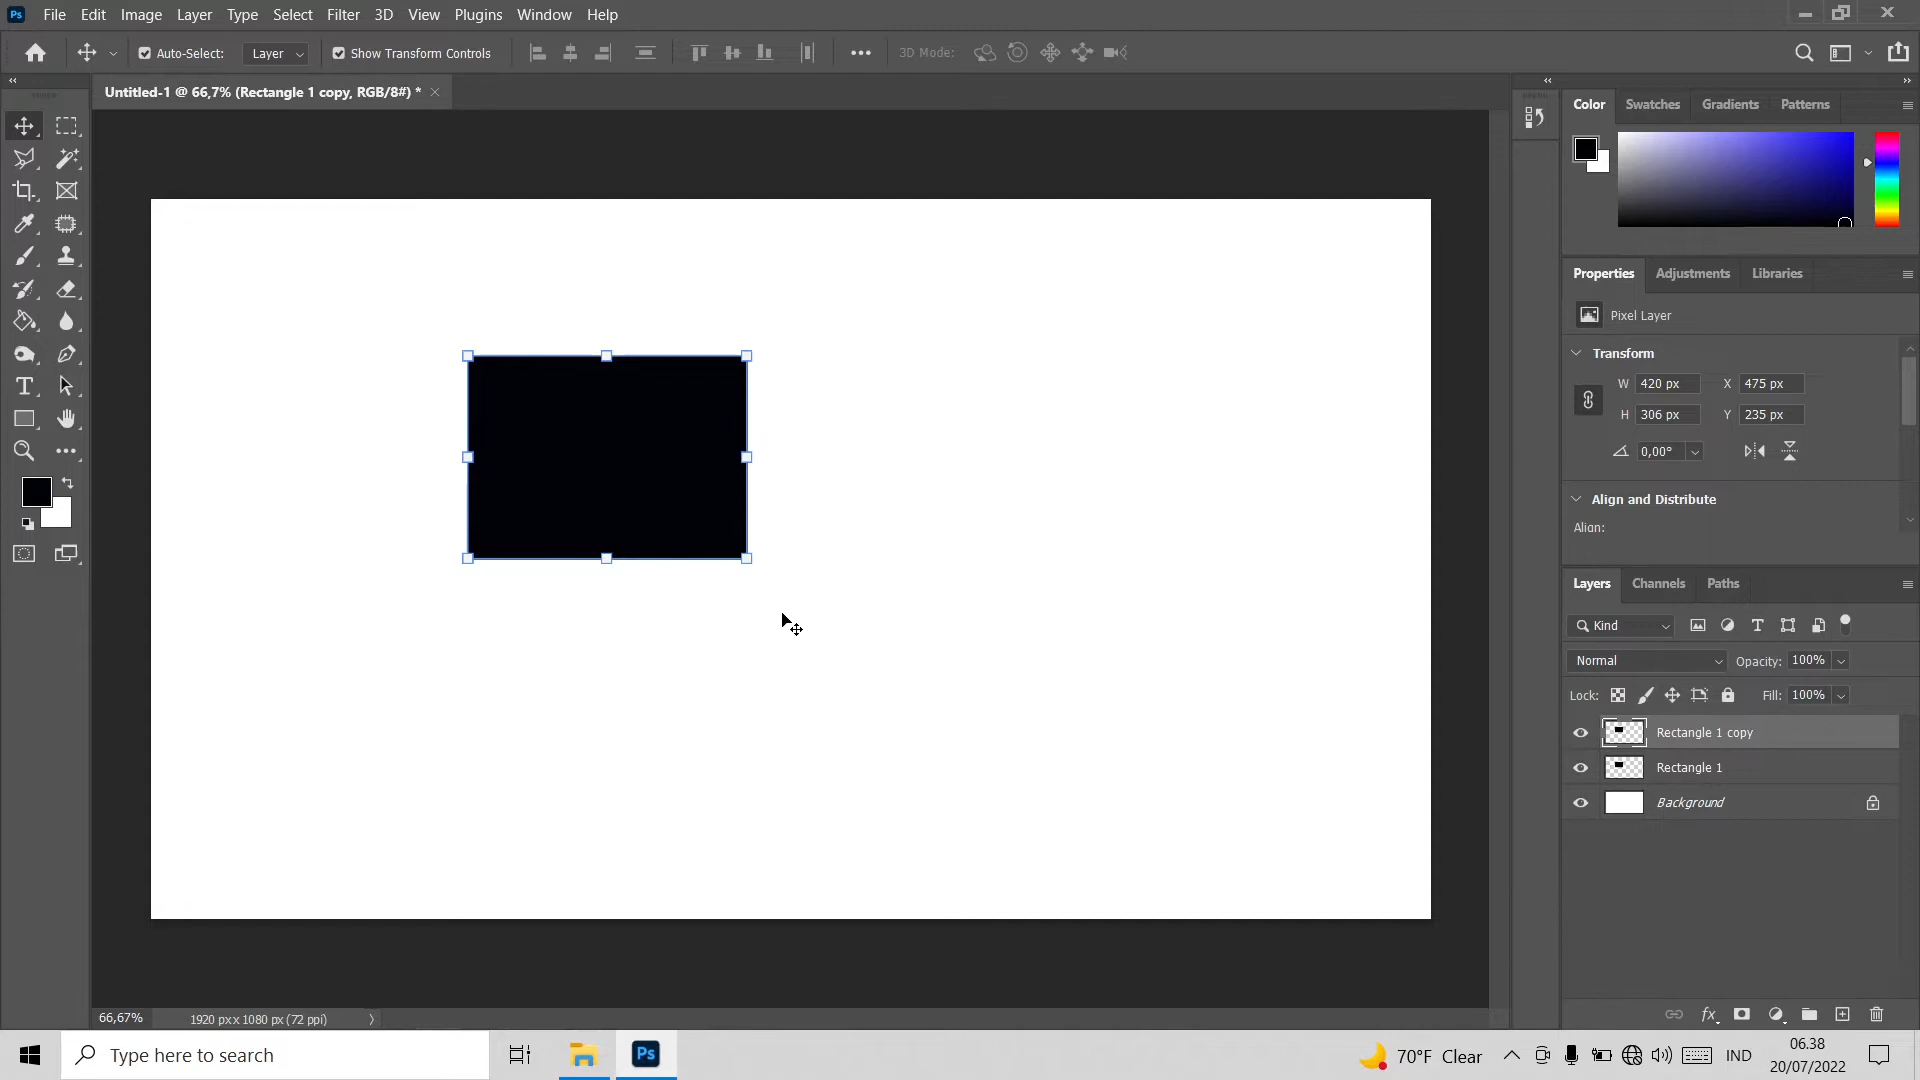 Ps File Edit Image Layer Type Select Filter 3D View Plugins Window Help
Auto-Select: Layer Show Transform Controls 3D Mode:
Untitled-1 @ 66,7% (Rectangle 1 copy, RGB/8#) *
Color Swatches Gradients Patterns
Properties Adjustments Libraries
Pixel Layer
Transform
W 420 px X 475 px
H 306 px Y 235 px
0,00°
Align and Distribute
Align:
Layers Channels Paths
Kind
Normal Opacity: 100%
Lock: Fill: 100%
Rectangle 1 copy
Rectangle 1
Background
fx
66,67% 1920 px x 1080 px (72 ppi)
Type here to search Ps 70°F Clear IND 06.38
20/07/2022